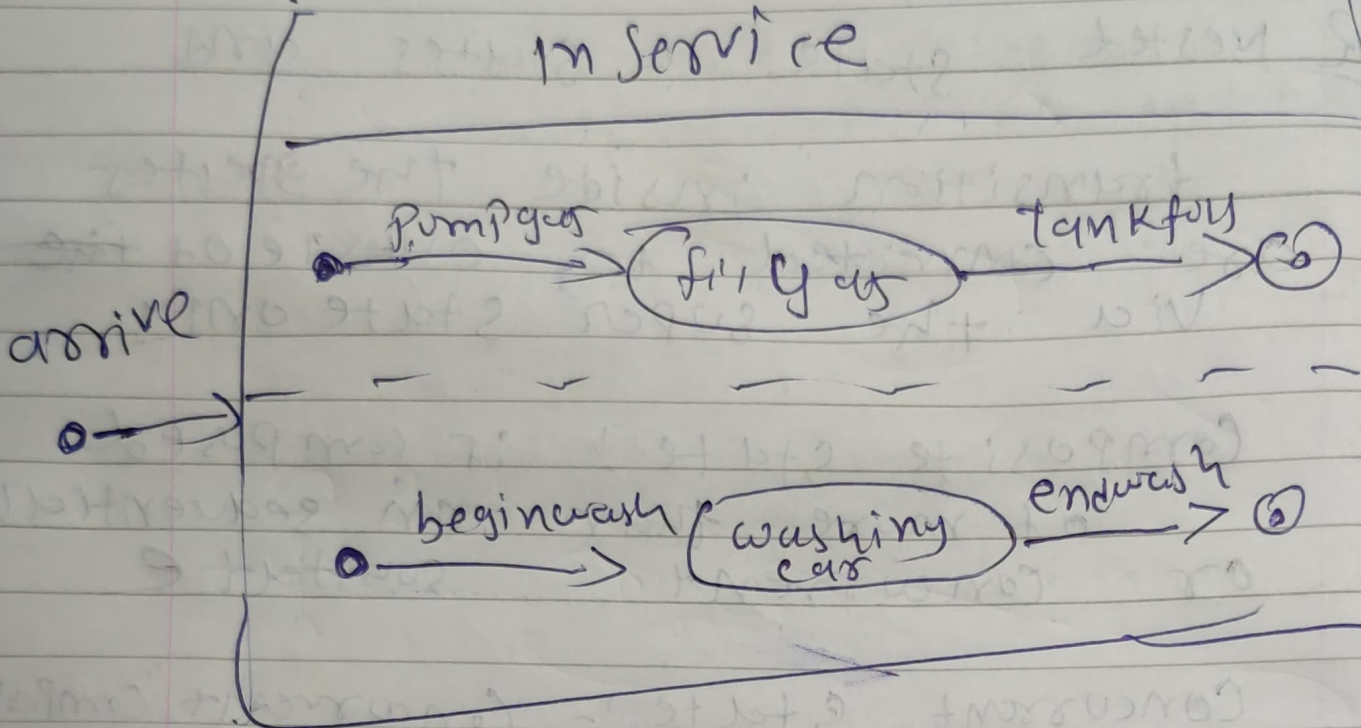 In Service
Pumpgas
tankfull
fill gas
arrive
beginwash
endwash
washing
car